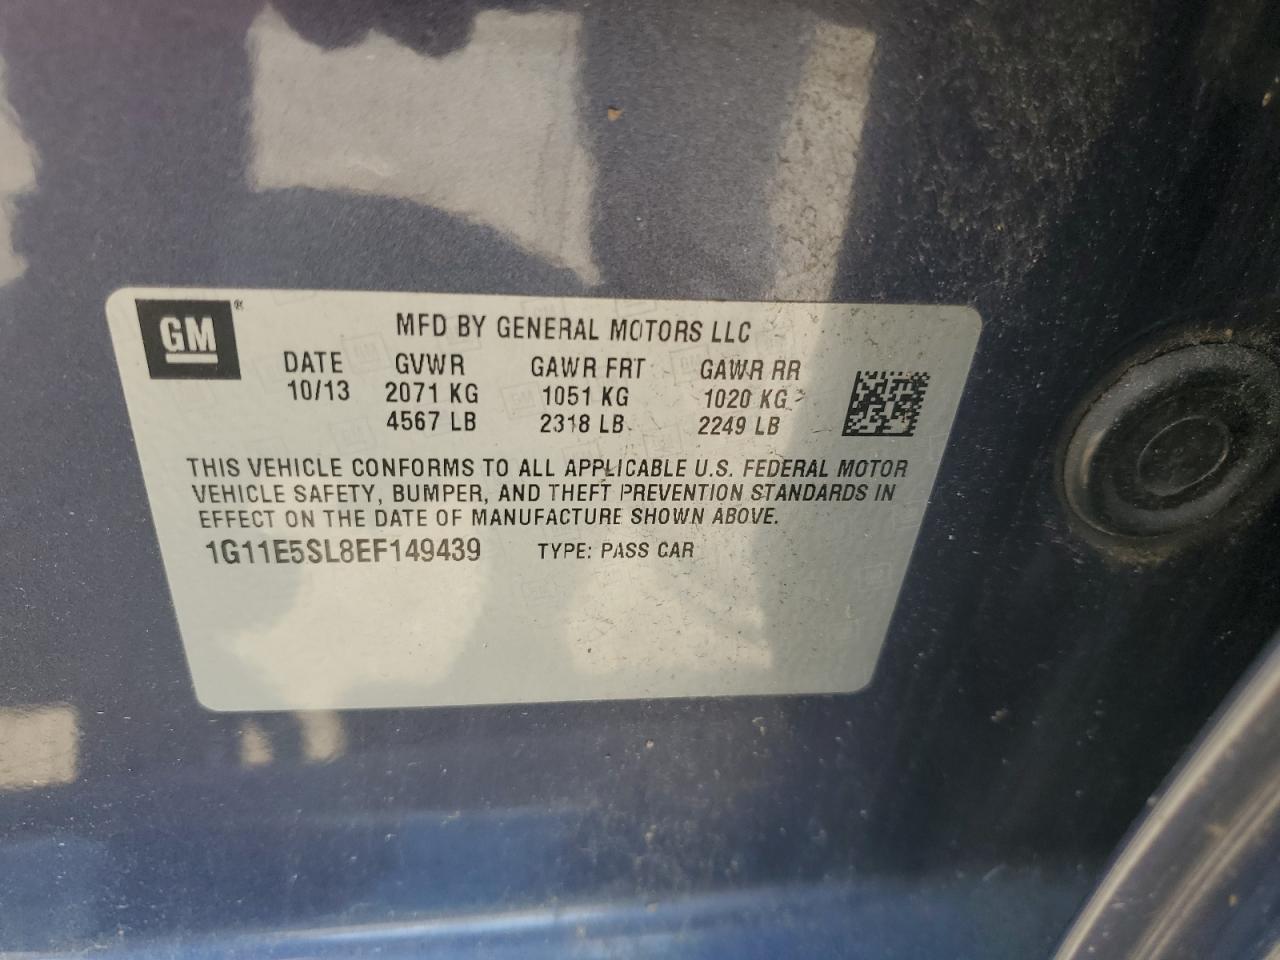 GM®
MFD BY GENERAL MOTORS LLC
DATE GVWR GAWR FRT GAWR RR
10/13 2071 KG 1051 KG 1020 KG
4567 LB 2318 LB 2249 LB
THIS VEHICLE CONFORMS TO ALL APPLICABLE U.S. FEDERAL MOTOR
VEHICLE SAFETY, BUMPER, AND THEFT PREVENTION STANDARDS IN
EFFECT ON THE DATE OF MANUFACTURE SHOWN ABOVE.
1G11E5SL8EF149439 TYPE: PASS CAR